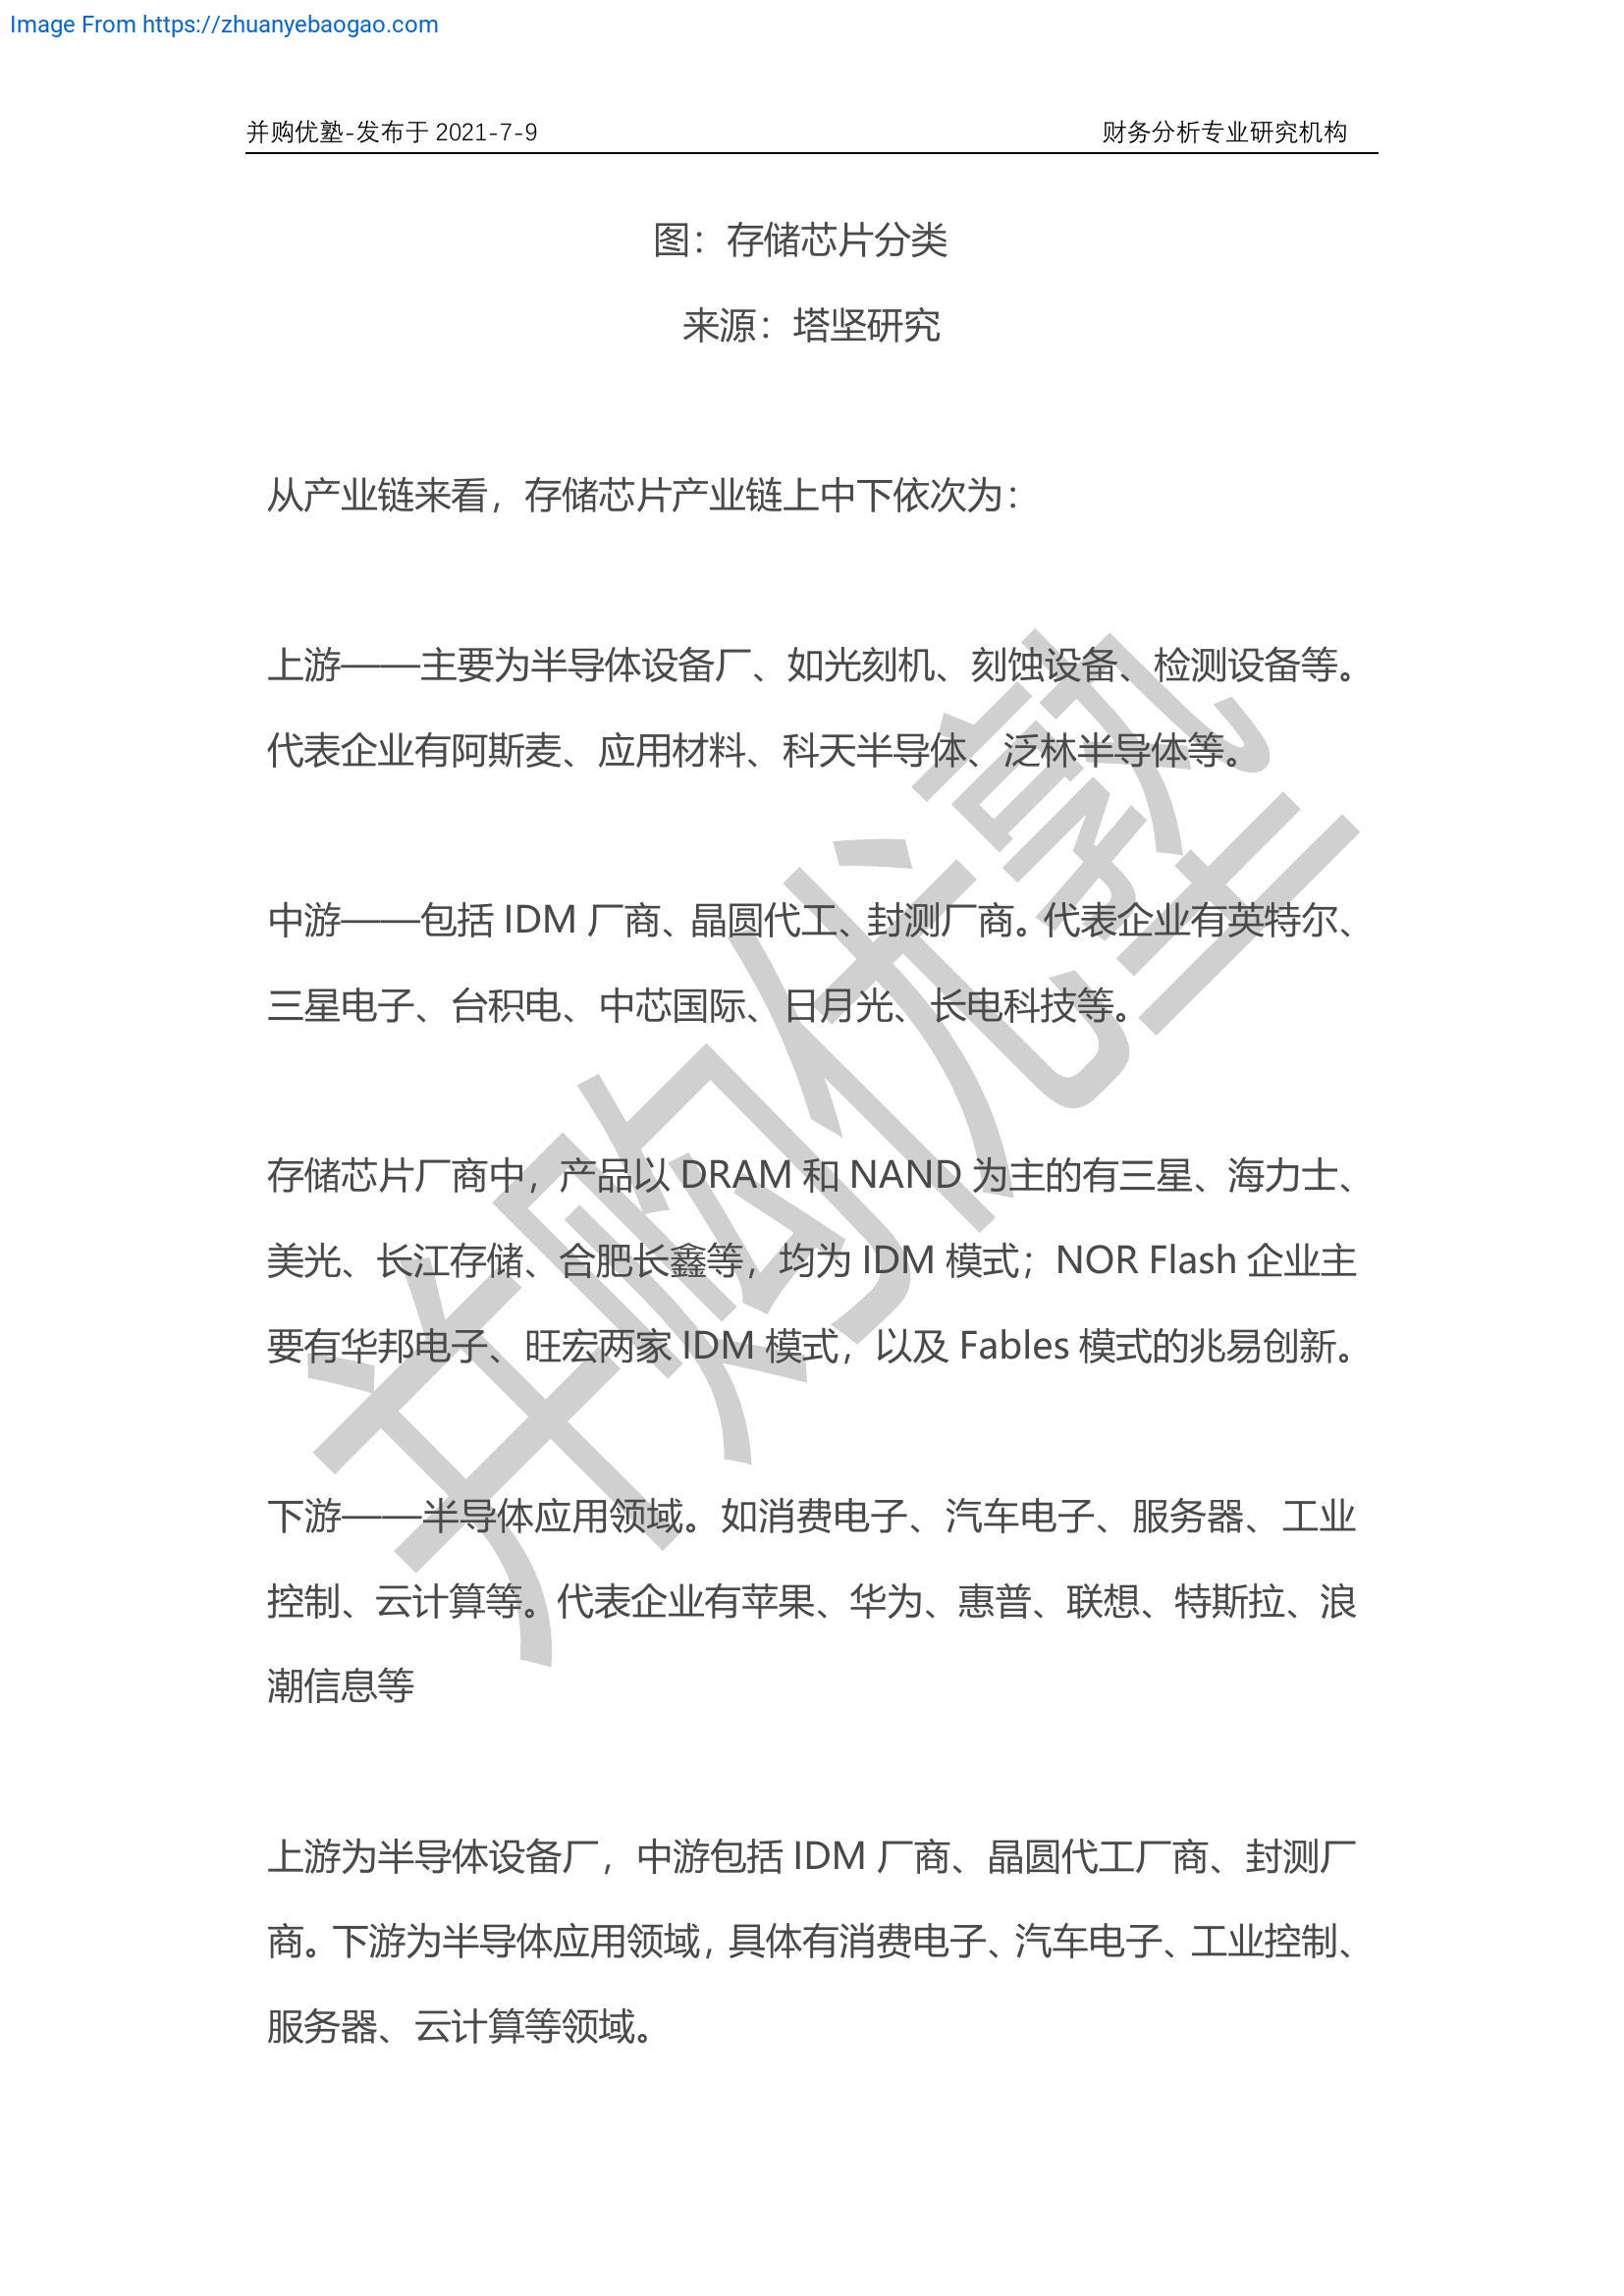 Image From https://zhuanyebaogao.com
并购优塾-发布于 2021-7-9 财务分析专业研究机构
图：存储芯片分类
来源：塔坚研究
从产业链来看，存储芯片产业链上中下依次为：
上游——主要为半导体设备厂、如光刻机、刻蚀设备、检测设备等。
代表企业有阿斯麦、应用材料、科天半导体、泛林半导体等。
中游——包括 IDM 厂商、晶圆代工、封测厂商。代表企业有英特尔、
三星电子、台积电、中芯国际、日月光、长电科技等。
存储芯片厂商中，产品以 DRAM 和 NAND 为主的有三星、海力士、
美光、长江存储、合肥长鑫等，均为 IDM 模式；NOR Flash 企业主
要有华邦电子、旺宏两家 IDM 模式，以及 Fables 模式的兆易创新。
下游——半导体应用领域。如消费电子、汽车电子、服务器、工业
控制、云计算等。代表企业有苹果、华为、惠普、联想、特斯拉、浪
潮信息等
上游为半导体设备厂，中游包括 IDM 厂商、晶圆代工厂商、封测厂
商。下游为半导体应用领域，具体有消费电子、汽车电子、工业控制、
服务器、云计算等领域。
并购优塾